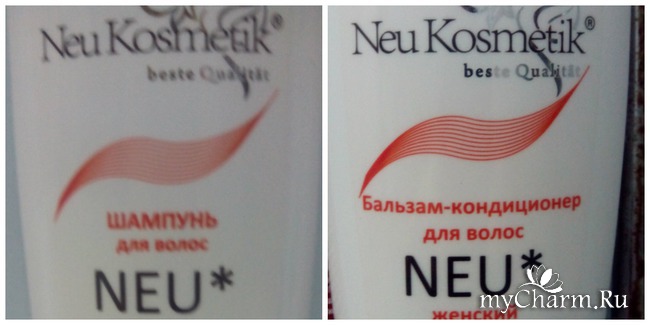 Neu Kosmetik®
beste Qualität
ШАМПУНЬ
для волос
NEU*
Neu Kosmetik®
beste Qualität
Бальзам-кондиционер
для волос
NEU*
женский
myCharm.Ru